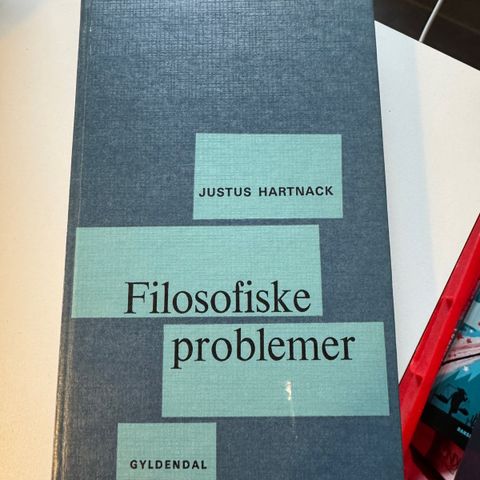 JUSTUS HARTNACK
Filosofiske
problemer
GYLDENDAL